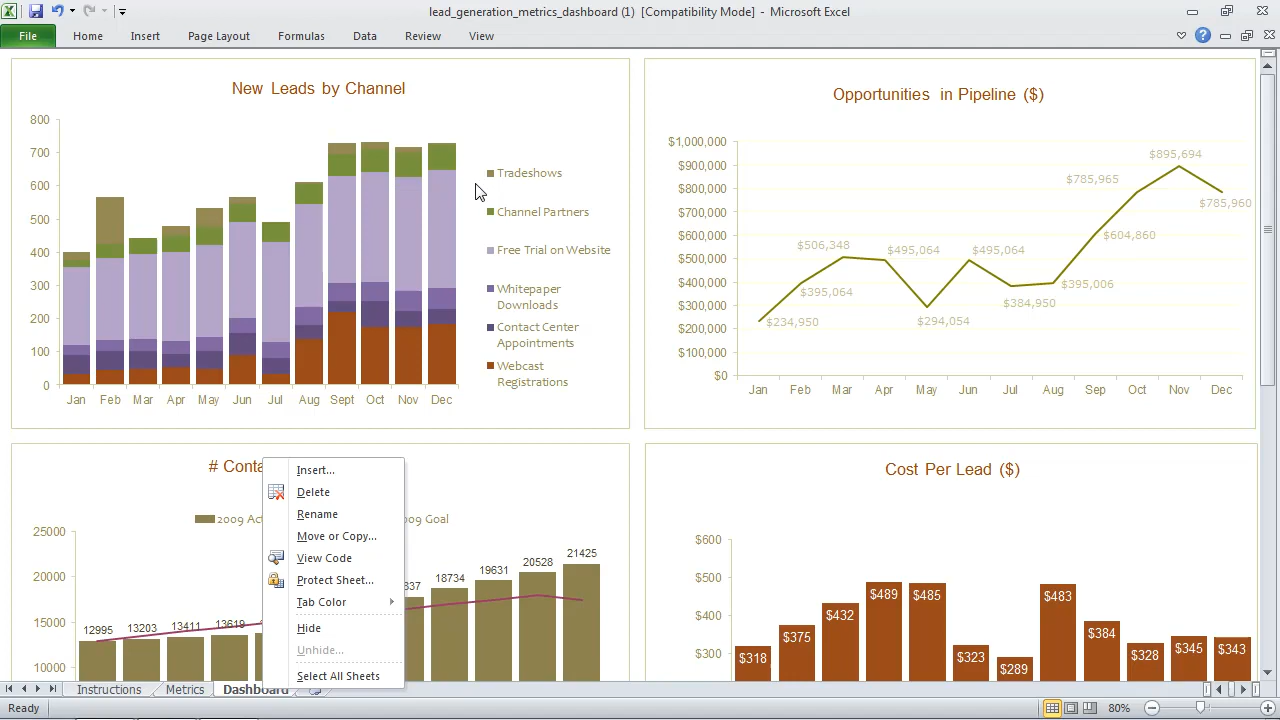 lead_generation_metrics_dashboard (1) [Compatibility Mode] - Microsoft Excel
File Home Insert Page Layout Formulas Data Review View
New Leads by Channel
800
700
600
500
400
300
200
100
0
Jan Feb Mar Apr May Jun Jul Aug Sept Oct Nov Dec
Tradeshows
Channel Partners
Free Trial on Website
Whitepaper
Downloads
Contact Center
Appointments
Webcast
Registrations
Opportunities in Pipeline ($)
$1,000,000
$900,000
$800,000
$700,000
$600,000
$500,000
$400,000
$300,000
$200,000
$100,000
$0
$234,950
$395,064
$506,348
$495,064
$294,054
$495,064
$384,950
$395,006
$604,860
$785,965
$895,694
$785,960
Jan Feb Mar Apr May Jun Jul Aug Sep Oct Nov Dec
# Conta
2009 Ac
09 Goal
25000
20000
15000
10000
12995 13203 13411 13619
837 18734 19631 20528 21425
Insert...
Delete
Rename
Move or Copy...
View Code
Protect Sheet...
Tab Color
Hide
Unhide...
Select All Sheets
Cost Per Lead ($)
$600
$500
$400
$300
$318 $375 $432 $489 $485 $323 $289 $483 $384 $328 $345 $343
Instructions Metrics Dashboard
Ready
80%